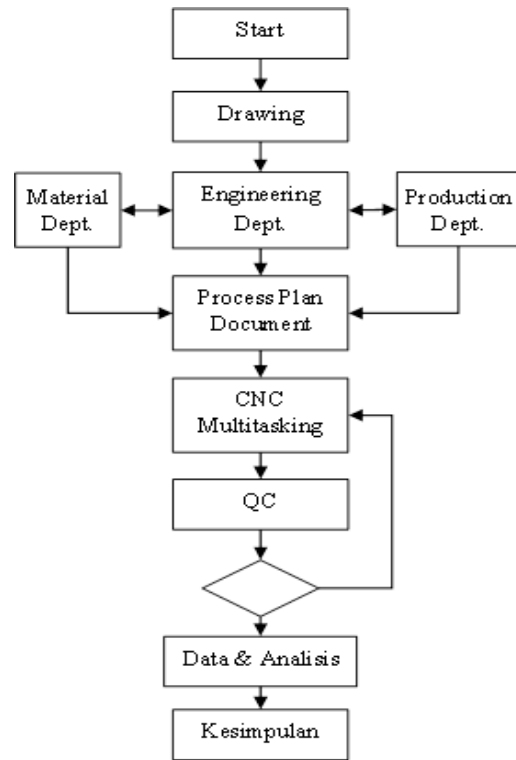 Start
Drawing
Material
Dept.
Engineering
Dept.
Production
Dept.
Process Plan
Document
CNC
Multitasking
QC
Data & Analisis
Kesimpulan